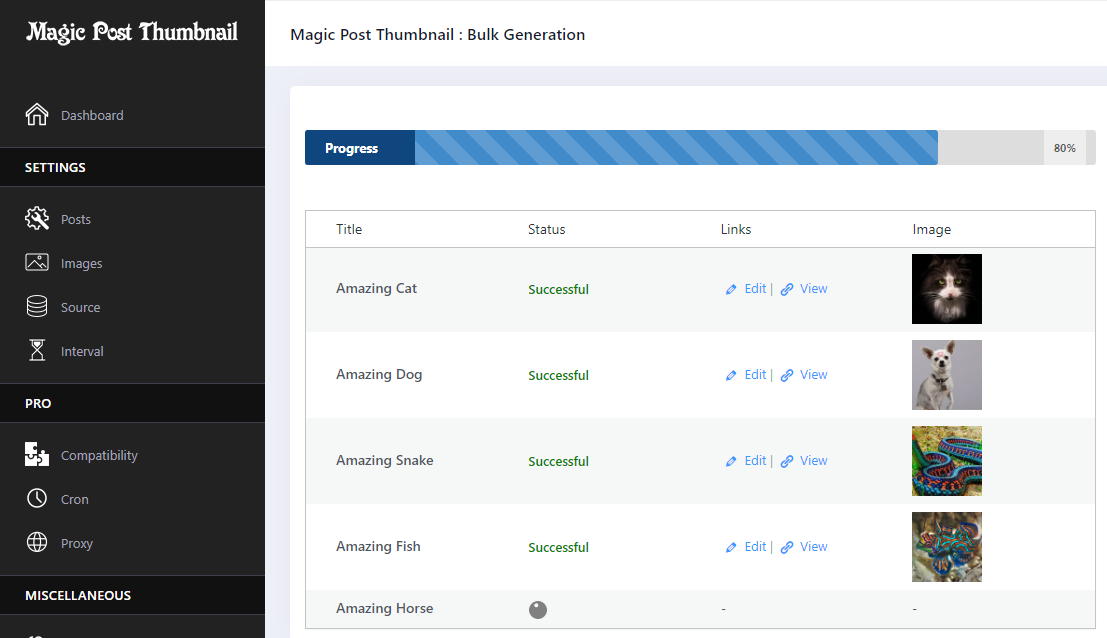 Magic Post Thumbnail
Magic Post Thumbnail : Bulk Generation
Dashboard
SETTINGS
Posts
Images
Source
Interval
PRO
Compatibility
Cron
Proxy
MISCELLANEOUS
Progress 80%
Title Status Links Image
Amazing Cat Successful Edit | View
Amazing Dog Successful Edit | View
Amazing Snake Successful Edit | View
Amazing Fish Successful Edit | View
Amazing Horse - -